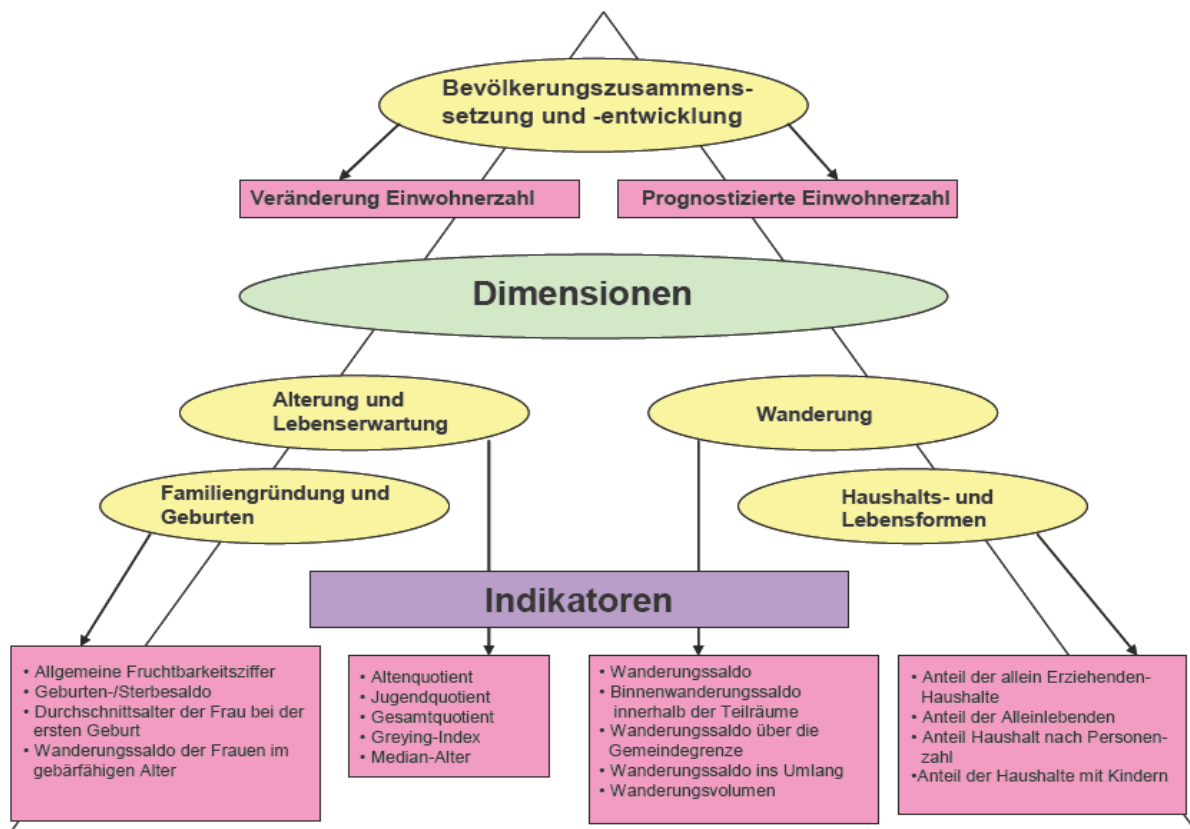 Bevölkerungszusammens-
setzung und -entwicklung
Veränderung Einwohnerzahl
Prognostizierte Einwohnerzahl
Dimensionen
Alterung und
Lebenserwartung
Wanderung
Familiengründung und
Geburten
Haushalts- und
Lebensformen
Indikatoren
• Allgemeine Fruchtbarkeitsziffer
• Geburten-/Sterbesaldo
• Durchschnittsalter der Frau bei der
ersten Geburt
• Wanderungssaldo der Frauen im
gebärfähigen Alter
• Altenquotient
• Jugendquotient
• Gesamtquotient
• Greying-Index
• Median-Alter
• Wanderungssaldo
• Binnenwanderungssaldo
innerhalb der Teilräume
• Wanderungssaldo über die
Gemeindegrenze
• Wanderungssaldo ins Umlang
• Wanderungsvolumen
• Anteil der allein Erziehenden-
Haushalte
• Anteil der Alleinlebenden
• Anteil Haushalt nach Personen-
zahl
•Anteil der Haushalte mit Kindern